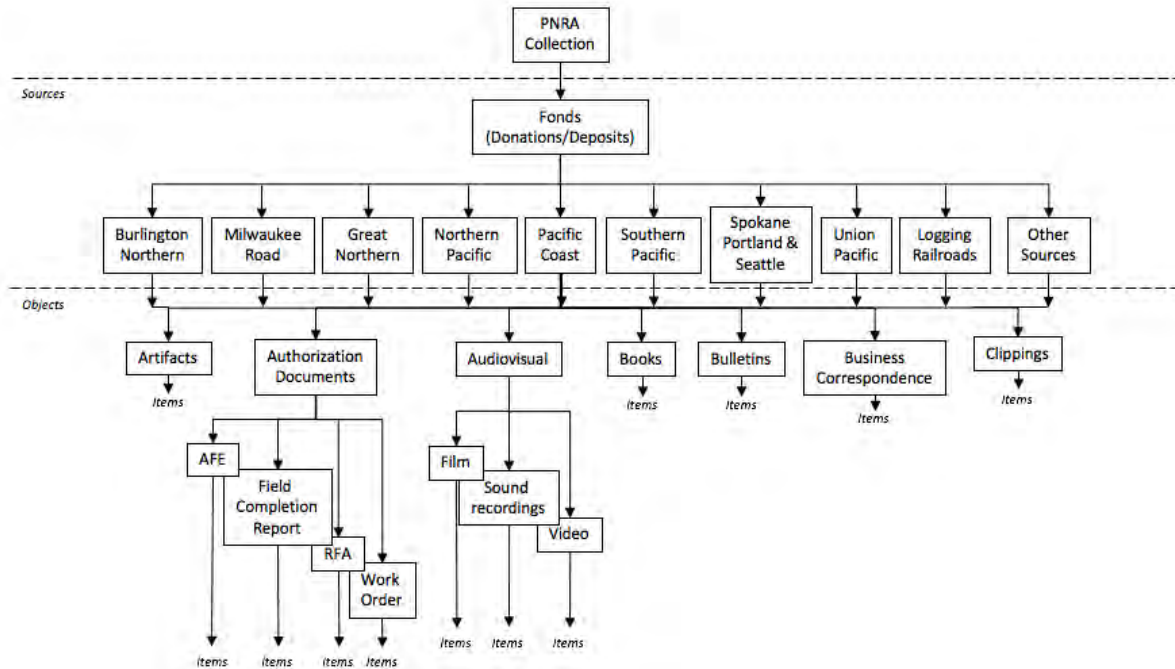 PNRA
Collection
Sources
Fonds
(Donations/Deposits)
Burlington
Northern
Milwaukee
Road
Great
Northern
Northern
Pacific
Pacific
Coast
Southern
Pacific
Spokane
Portland &
Seattle
Union
Pacific
Logging
Railroads
Other
Sources
Objects
Artifacts
Authorization
Documents
Audiovisual
Books
Bulletins
Business
Correspondence
Clippings
Items
Items
Items
Items
Items
AFE
Field
Completion
Report
RFA
Work
Order
Film
Sound
recordings
Video
Items
Items
Items
Items
Items
Items
Items